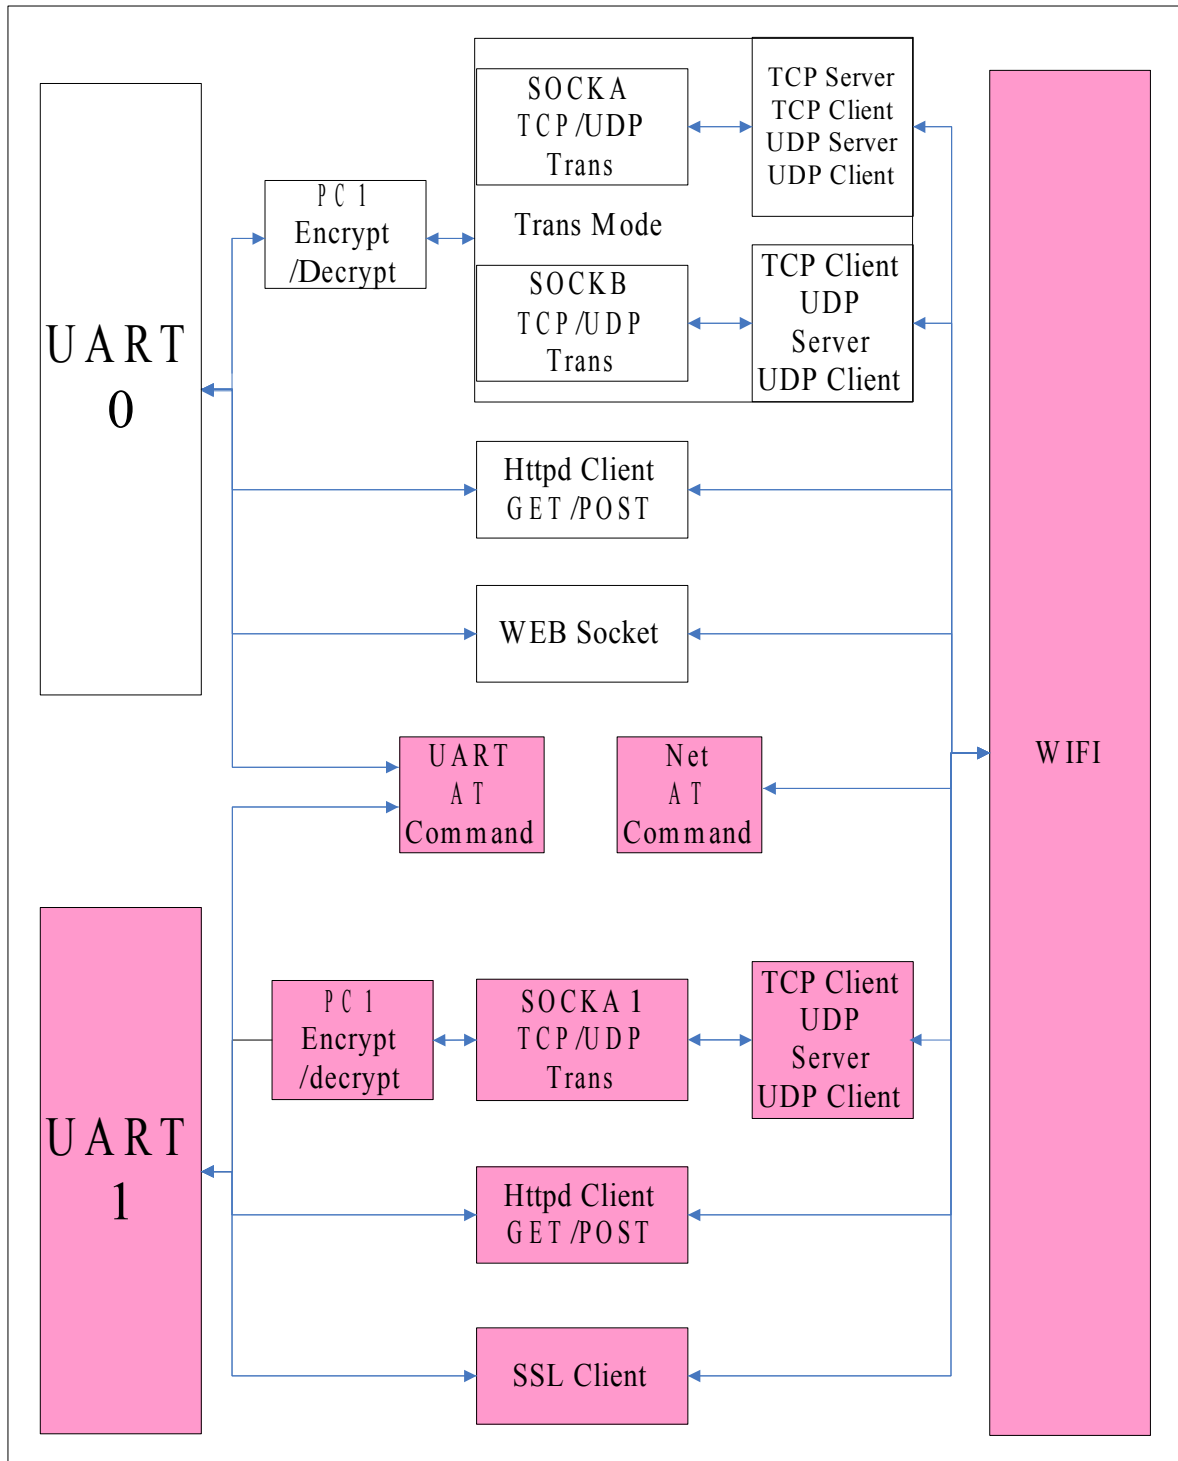 UART
0
PC1
Encrypt
/Decrypt
SOCKA
TCP/UDP
Trans
Trans Mode
SOCKB
TCP/UDP
Trans
TCP Server
TCP Client
UDP Server
UDP Client
TCP Client
UDP
Server
UDP Client
Httpd Client
GET/POST
WEB Socket
UART
AT
Command
Net
AT
Command
WIFI
UART
1
PC1
Encrypt
/decrypt
SOCKA1
TCP/UDP
Trans
TCP Client
UDP
Server
UDP Client
Httpd Client
GET/POST
SSL Client